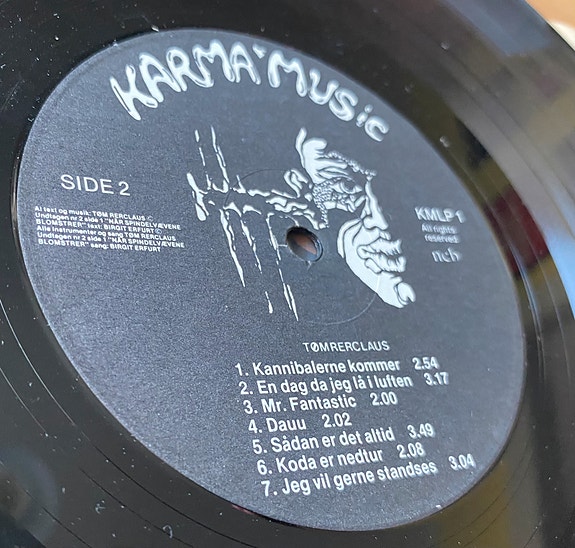 KARMA MUSiC
SIDE 2
Al text og musik: TØM RERCLAUS ©
Undtagen nr 2 side 1 "NÅR SPINDELVÆVENE
BLOMSTRER" text: BIRGIT ERFURT ©
Alle instrumenter og sang TØM RERCLAUS
Undtagen nr 2 side 1 "NÅR SPINDELVÆVENE
BLOMSTRER" sang: BIRGIT ERFURT
KMLP 1
All rights
reserved
ncb
TØMRERCLAUS
1. Kannibalerne kommer 2.54
2. En dag da jeg lå i luften 3.17
3. Mr. Fantastic 2.00
4. Dauu 2.02
5. Sådan er det altid 3.49
6. Koda er nedtur 2.08
7. Jeg vil gerne standses 3.04